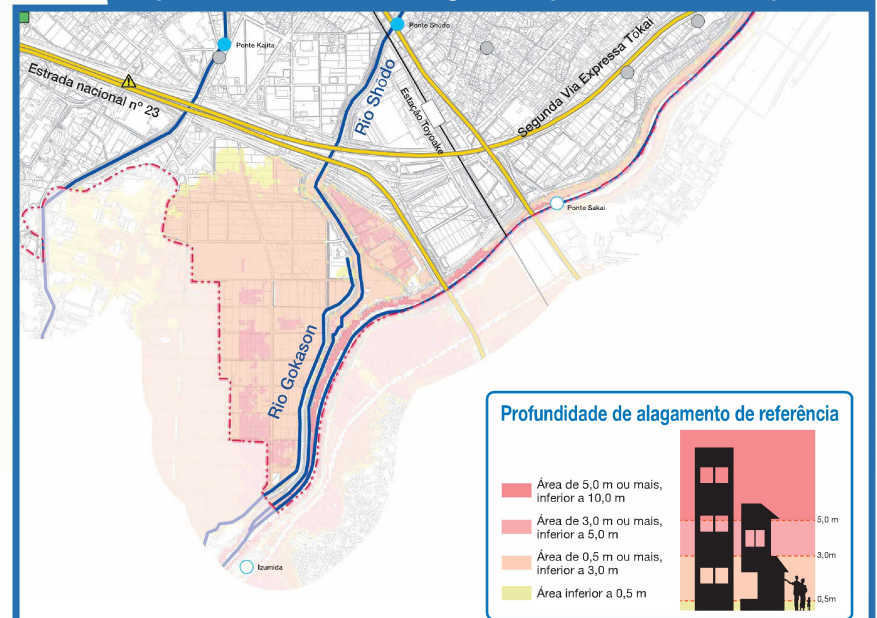 Ponte Kajita
Ponte Shodo
Estrada nacional nº 23
Rio Shodo
Estação Toyoake
Segunda Via Expressa Tōkai
Ponte Sakai
Rio Gokason
Izumida
Profundidade de alagamento de referência
Área de 5,0 m ou mais,
inferior a 10,0 m
Área de 3,0 m ou mais,
inferior a 5,0 m
Área de 0,5 m ou mais,
inferior a 3,0 m
Área inferior a 0,5 m
5,0 m
3,0m
0,5m